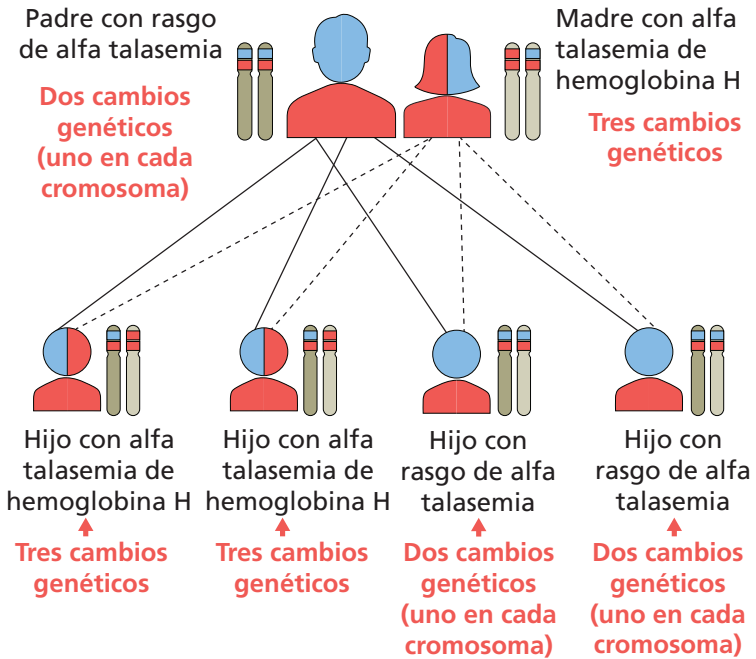 Padre con rasgo
de alfa talasemia
Dos cambios
genéticos
(uno en cada
cromosoma)
Madre con alfa
talasemia de
hemoglobina H
Tres cambios
genéticos
Hijo con alfa
talasemia de
hemoglobina H
Tres cambios
genéticos
Hijo con alfa
talasemia de
hemoglobina H
Tres cambios
genéticos
Hijo con
rasgo de alfa
talasemia
Dos cambios
genéticos
(uno en cada
cromosoma)
Hijo con
rasgo de alfa
talasemia
Dos cambios
genéticos
(uno en cada
cromosoma)